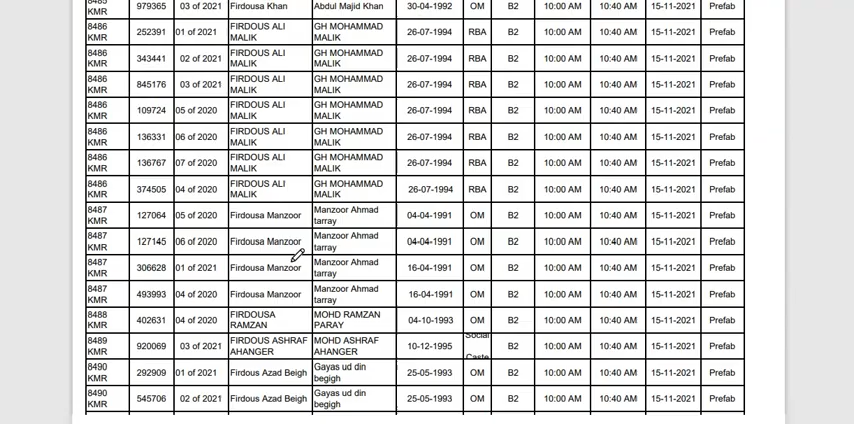 8485 KMR 979365 03 of 2021 Firdousa Khan Abdul Majid Khan 30-04-1992 OM B2 10:00 AM 10:40 AM 15-11-2021 Prefab
8486 KMR 252391 01 of 2021 FIRDOUS ALI MALIK GH MOHAMMAD MALIK 26-07-1994 RBA B2 10:00 AM 10:40 AM 15-11-2021 Prefab
8486 KMR 343441 02 of 2021 FIRDOUS ALI MALIK GH MOHAMMAD MALIK 26-07-1994 RBA B2 10:00 AM 10:40 AM 15-11-2021 Prefab
8486 KMR 845176 03 of 2021 FIRDOUS ALI MALIK GH MOHAMMAD MALIK 26-07-1994 RBA B2 10:00 AM 10:40 AM 15-11-2021 Prefab
8486 KMR 109724 05 of 2020 FIRDOUS ALI MALIK GH MOHAMMAD MALIK 26-07-1994 RBA B2 10:00 AM 10:40 AM 15-11-2021 Prefab
8486 KMR 136331 06 of 2020 FIRDOUS ALI MALIK GH MOHAMMAD MALIK 26-07-1994 RBA B2 10:00 AM 10:40 AM 15-11-2021 Prefab
8486 KMR 136767 07 of 2020 FIRDOUS ALI MALIK GH MOHAMMAD MALIK 26-07-1994 RBA B2 10:00 AM 10:40 AM 15-11-2021 Prefab
8486 KMR 374505 04 of 2020 FIRDOUS ALI MALIK GH MOHAMMAD MALIK 26-07-1994 RBA B2 10:00 AM 10:40 AM 15-11-2021 Prefab
8487 KMR 127064 05 of 2020 Firdousa Manzoor Manzoor Ahmad tarray 04-04-1991 OM B2 10:00 AM 10:40 AM 15-11-2021 Prefab
8487 KMR 127145 06 of 2020 Firdousa Manzoor Manzoor Ahmad tarray 04-04-1991 OM B2 10:00 AM 10:40 AM 15-11-2021 Prefab
8487 KMR 306628 01 of 2021 Firdousa Manzoor Manzoor Ahmad tarray 16-04-1991 OM B2 10:00 AM 10:40 AM 15-11-2021 Prefab
8487 KMR 493993 04 of 2020 Firdousa Manzoor Manzoor Ahmad tarray 16-04-1991 OM B2 10:00 AM 10:40 AM 15-11-2021 Prefab
8488 KMR 402631 04 of 2020 FIRDOUSA RAMZAN MOHD RAMZAN PARAY 04-10-1993 OM B2 10:00 AM 10:40 AM 15-11-2021 Prefab
8489 KMR 920069 03 of 2021 FIRDOUS ASHRAF AHANGER MOHD ASHRAF AHANGER 10-12-1995 Social Caste B2 10:00 AM 10:40 AM 15-11-2021 Prefab
8490 KMR 292909 01 of 2021 Firdous Azad Beigh Gayas ud din begigh 25-05-1993 OM B2 10:00 AM 10:40 AM 15-11-2021 Prefab
8490 KMR 545706 02 of 2021 Firdous Azad Beigh Gayas ud din begigh 25-05-1993 OM B2 10:00 AM 10:40 AM 15-11-2021 Prefab